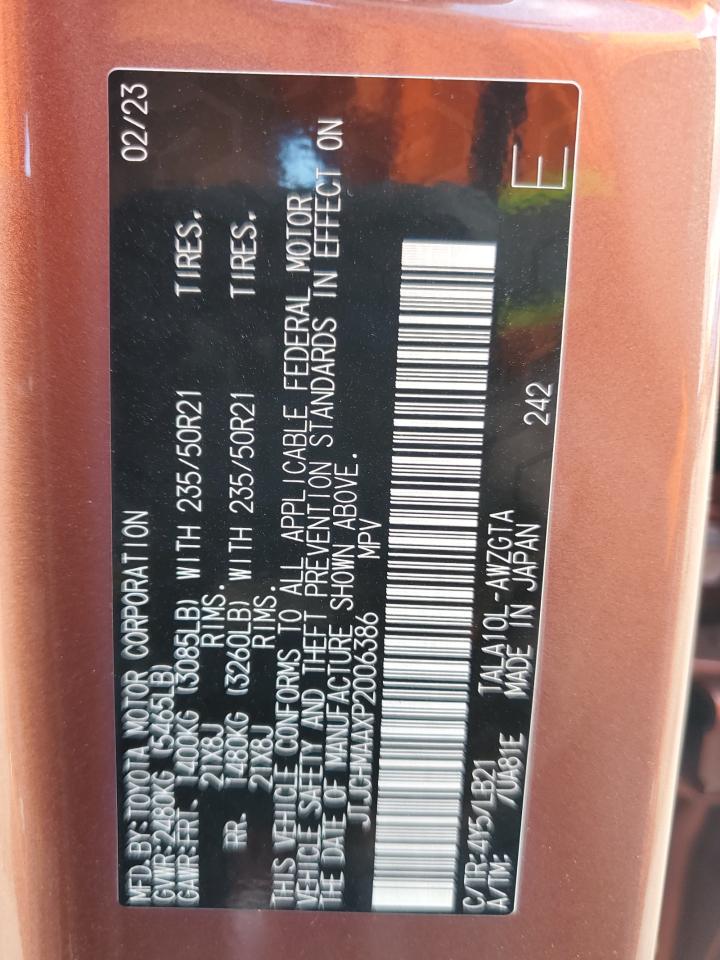 MFD.BY:TOYOTA MOTOR CORPORATION 02/23
GVWR:2480KG (5465LB)
GAWR:FRT. 1400KG (3085LB) WITH 235/50R21 TIRES,
21X8J RIMS.
RR. 1480KG (3260LB) WITH 235/50R21 TIRES,
21X8J RIMS.
THIS VEHICLE CONFORMS TO ALL APPLICABLE FEDERAL MOTOR
VEHICLE SAFETY AND THEFT PREVENTION STANDARDS IN EFFECT ON
THE DATE OF MANUFACTURE SHOWN ABOVE.
JTJCHMAAXP2006386 MPV
C/TR:4Y5/LB21 TALA10L-AWZGTA
A/TM: /UA81E MADE IN JAPAN 242 E